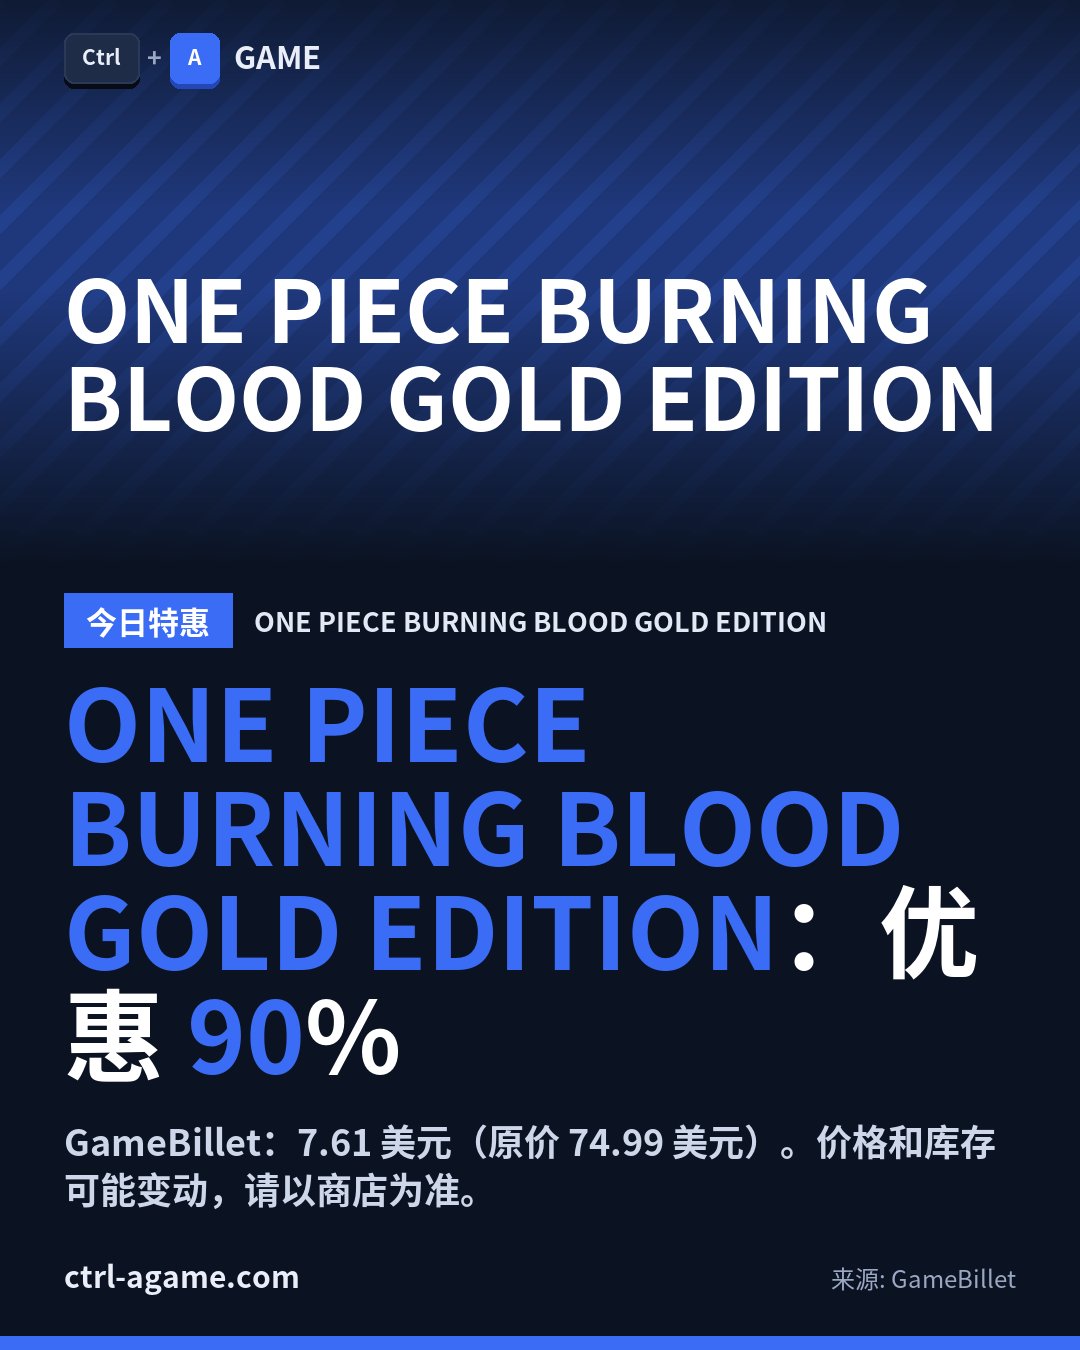 Ctrl + A GAME
ONE PIECE BURNING
BLOOD GOLD EDITION
今日特惠 ONE PIECE BURNING BLOOD GOLD EDITION
ONE PIECE
BURNING BLOOD
GOLD EDITION：优
惠 90%
GameBillet：7.61 美元（原价 74.99 美元）。价格和库存
可能变动，请以商店为准。
ctrl-agame.com
来源: GameBillet